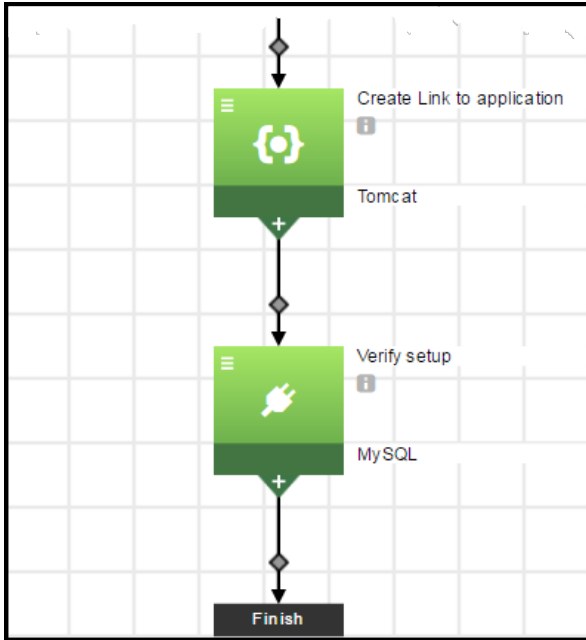 Create Link to application
Tomcat
Verify setup
MySQL
Finish